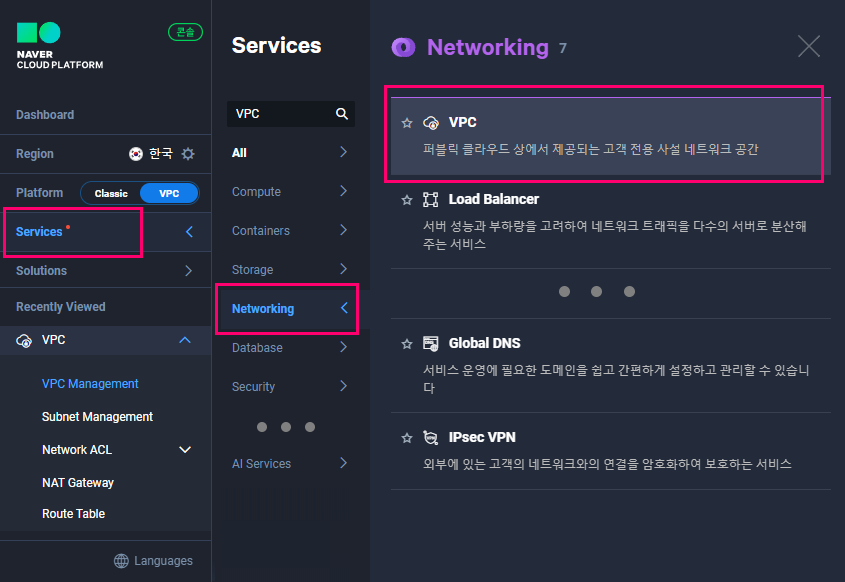 콘솔
NAVER
CLOUD PLATFORM
Dashboard
Region 한국
Platform Classic VPC
Services
Solutions
Recently Viewed
VPC
VPC Management
Subnet Management
Network ACL
NAT Gateway
Route Table
Languages
Services
VPC
All
Compute
Containers
Storage
Networking
Database
Security
AI Services
Networking 7
VPC
퍼블릭 클라우드 상에서 제공되는 고객 전용 사설 네트워크 공간
Load Balancer
서버 성능과 부하량을 고려하여 네트워크 트래픽을 다수의 서버로 분산해
주는 서비스
Global DNS
서비스 운영에 필요한 도메인을 쉽고 간편하게 설정하고 관리할 수 있습니
다
IPsec VPN
외부에 있는 고객의 네트워크와의 연결을 암호화하여 보호하는 서비스